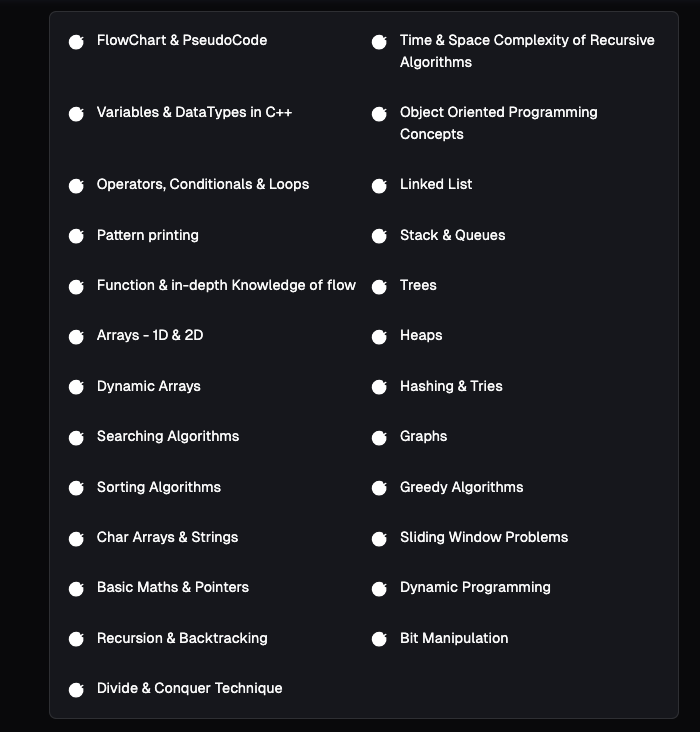 FlowChart & PseudoCode
Variables & DataTypes in C++
Operators, Conditionals & Loops
Pattern printing
Function & in-depth Knowledge of flow
Arrays - 1D & 2D
Dynamic Arrays
Searching Algorithms
Sorting Algorithms
Char Arrays & Strings
Basic Maths & Pointers
Recursion & Backtracking
Divide & Conquer Technique
Time & Space Complexity of Recursive
Algorithms
Object Oriented Programming
Concepts
Linked List
Stack & Queues
Trees
Heaps
Hashing & Tries
Graphs
Greedy Algorithms
Sliding Window Problems
Dynamic Programming
Bit Manipulation